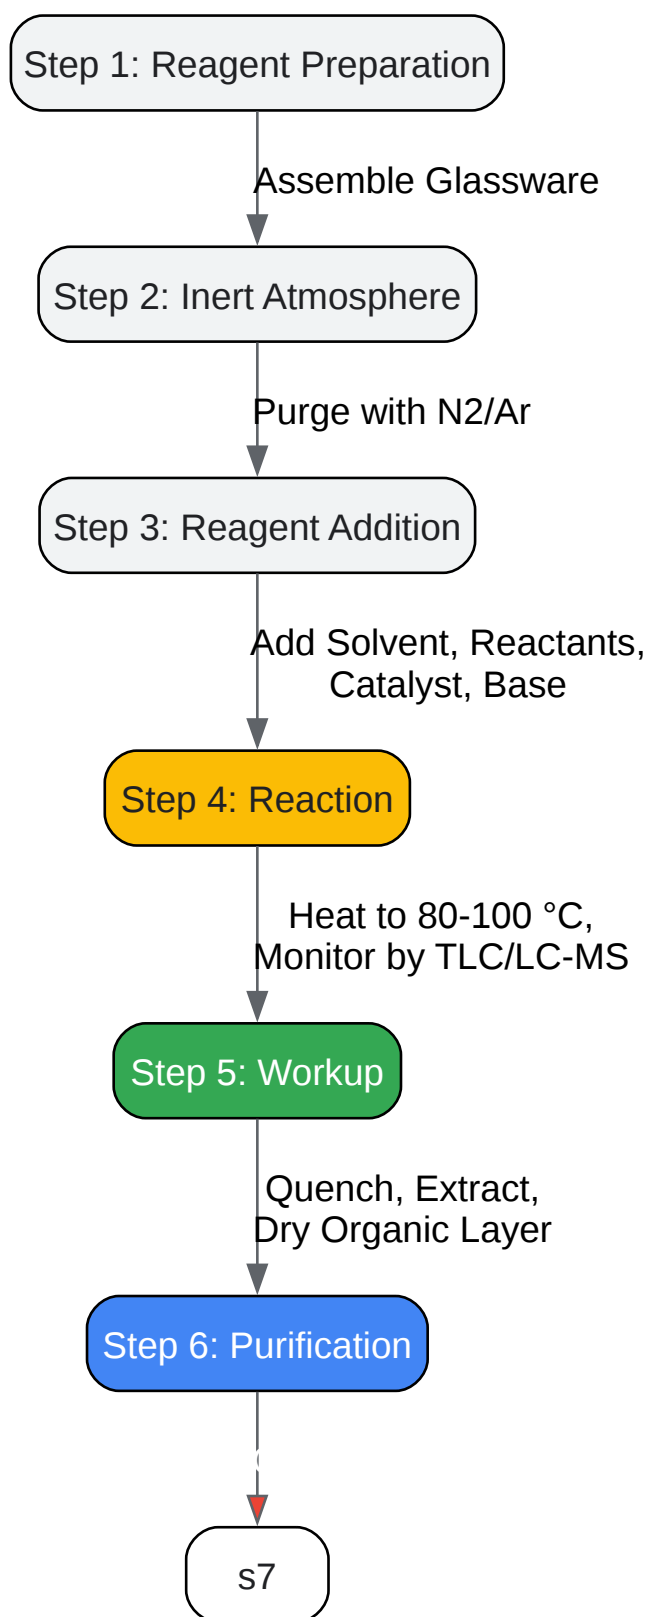 Step 1: Reagent Preparation
Assemble Glassware
Step 2: Inert Atmosphere
Purge with N2/Ar
Step 3: Reagent Addition
Add Solvent, Reactants,
Catalyst, Base
Step 4: Reaction
Heat to 80-100 °C,
Monitor by TLC/LC-MS
Step 5: Workup
Quench, Extract,
Dry Organic Layer
Step 6: Purification
s7